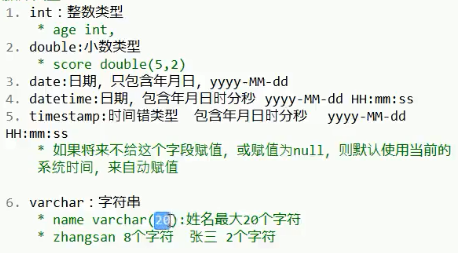 1. int：整数类型
* age int,
2. double:小数类型
* score double(5,2)
3. date:日期，只包含年月日，yyyy-MM-dd
4. datetime:日期，包含年月日时分秒 yyyy-MM-dd HH:mm:ss
5. timestamp:时间错类型 包含年月日时分秒 yyyy-MM-dd
HH:mm:ss
* 如果将来不给这个字段赋值，或赋值为null，则默认使用当前的
系统时间，来自动赋值
6. varchar：字符串
* name varchar(20):姓名最大20个字符
* zhangsan 8个字符 张三 2个字符